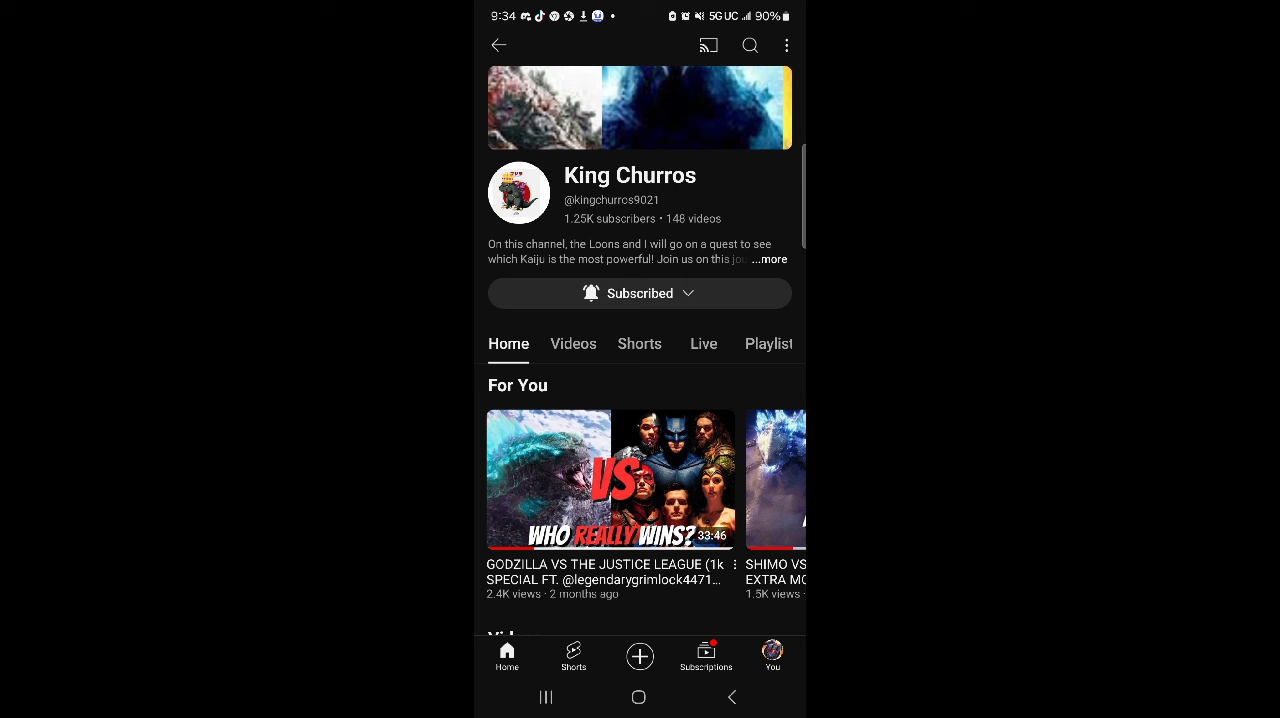 9:34 5GUC 90%
King Churros
@kingchurros9021
1.25K subscribers • 148 videos
On this channel, the Loons and I will go on a quest to see
which Kaiju is the most powerful! Join us on this jou ...more
Subscribed
Home Videos Shorts Live Playlist
For You
VS
WHO REALLY WINS? 33:46
GODZILLA VS THE JUSTICE LEAGUE (1k
SPECIAL FT. @legendarygrimlock4471...
2.4K views · 2 months ago
SHIMO VS
EXTRA MO
1.5K views ·
Home Shorts Subscriptions You